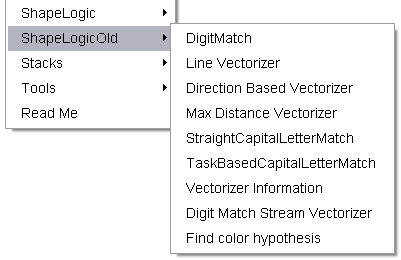 ShapeLogic
ShapeLogicOld
Stacks
Tools
Read Me
DigitMatch
Line Vectorizer
Direction Based Vectorizer
Max Distance Vectorizer
StraightCapitalLetterMatch
TaskBasedCapitalLetterMatch
Vectorizer Information
Digit Match Stream Vectorizer
Find color hypothesis